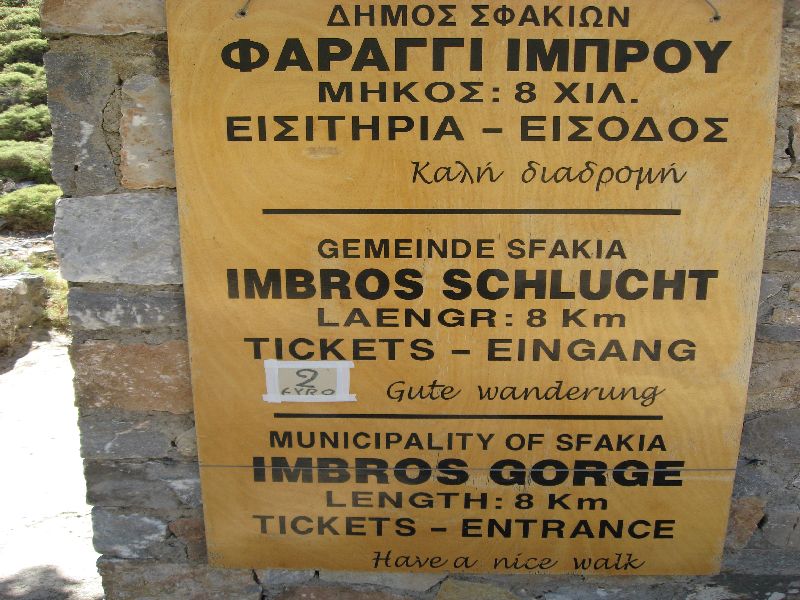 ΔΗΜΟΣ ΣΦΑΚΙΩΝ
ΦΑΡΑΓΓΙ ΙΜΠΡΟΥ
ΜΗΚΟΣ: 8 ΧΙΛ.
ΕΙΣΙΤΗΡΙΑ – ΕΙΣΟΔΟΣ
Καλή διαδρομή
GEMEINDE SFAKIA
IMBROS SCHLUCHT
LAENGR: 8 Km
TICKETS – EINGANG
2
EYRO
Gute wanderung
MUNICIPALITY OF SFAKIA
IMBROS GORGE
LENGTH: 8 Km
TICKETS – ENTRANCE
Have a nice walk